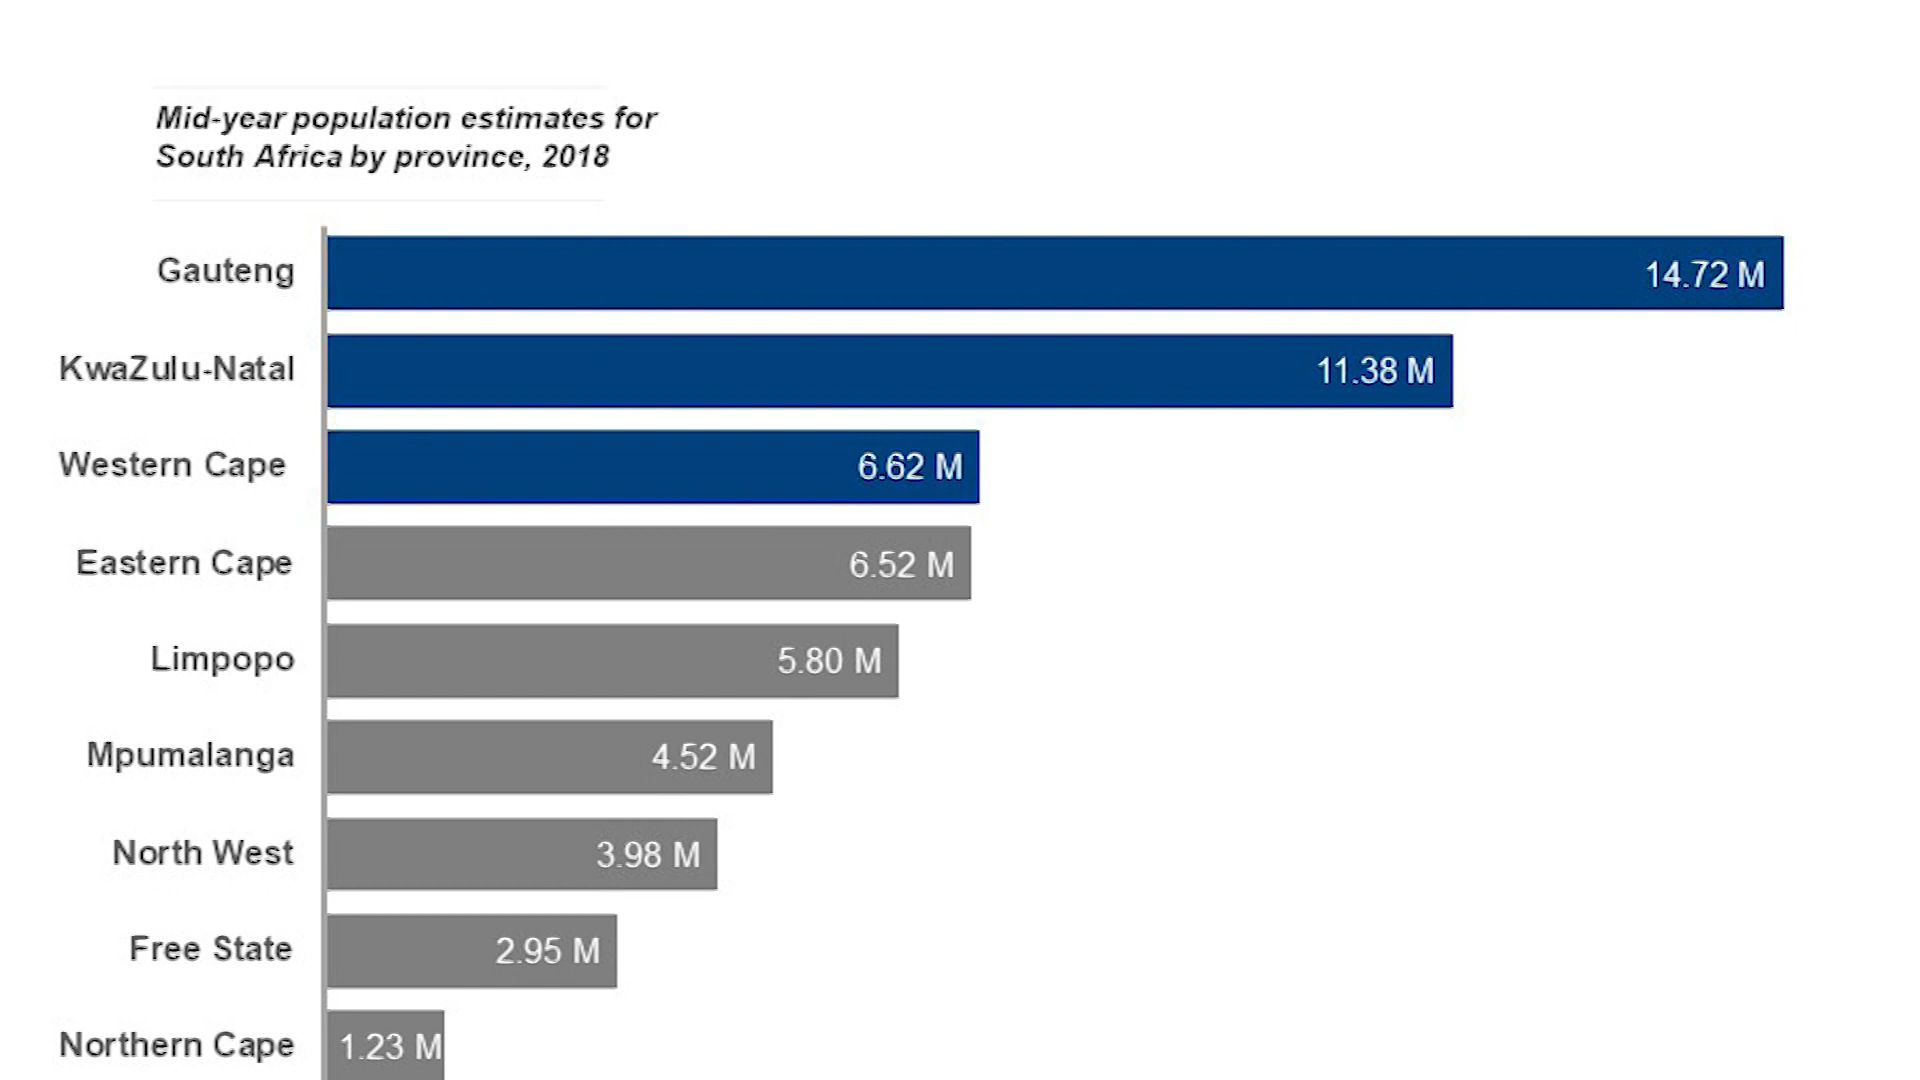 Mid-year population estimates for
South Africa by province, 2018
Gauteng 14.72 M
KwaZulu-Natal 11.38 M
Western Cape 6.62 M
Eastern Cape 6.52 M
Limpopo 5.80 M
Mpumalanga 4.52 M
North West 3.98 M
Free State 2.95 M
Northern Cape 1.23 M